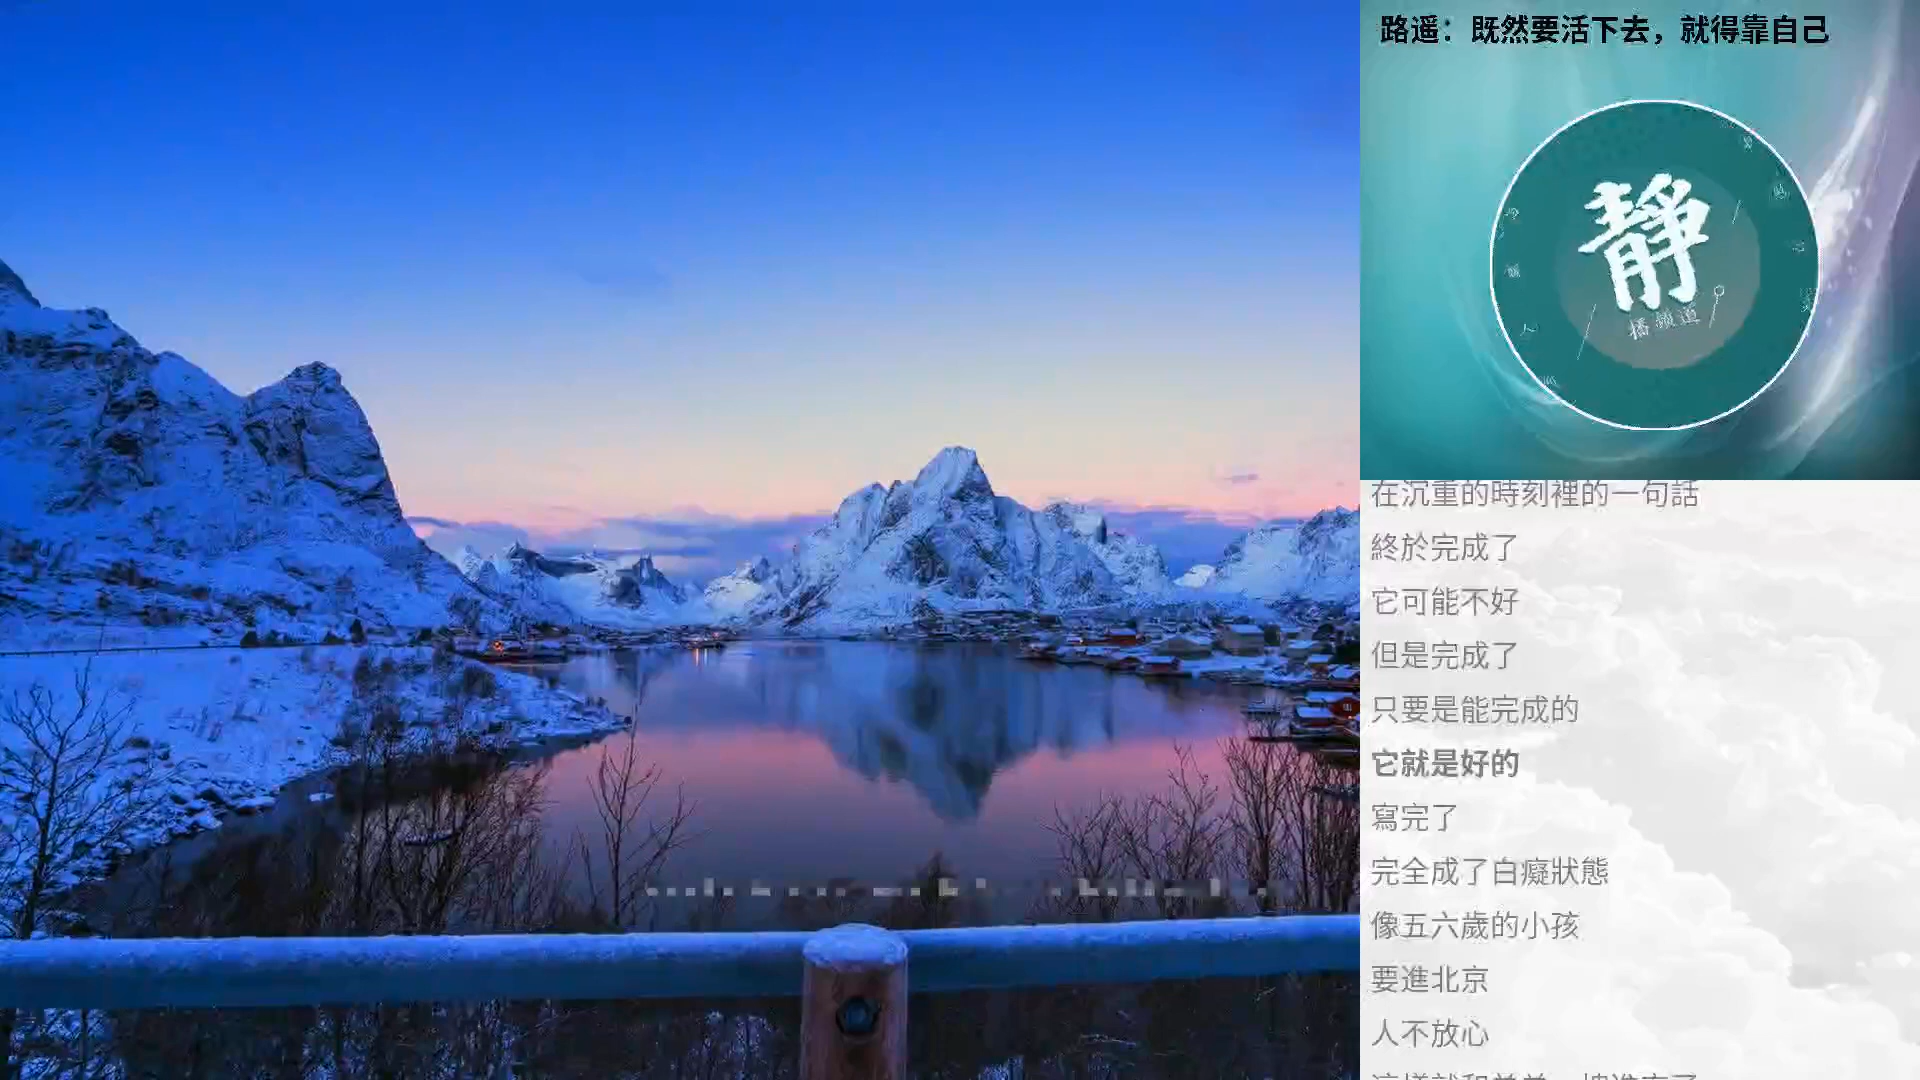 路遥：既然要活下去，就得靠自己
靜
播頻道
在沉重的時刻裡的一句話
終於完成了
它可能不好
但是完成了
只要是能完成的
它就是好的
寫完了
完全成了白癡狀態
像五六歲的小孩
要進北京
人不放心